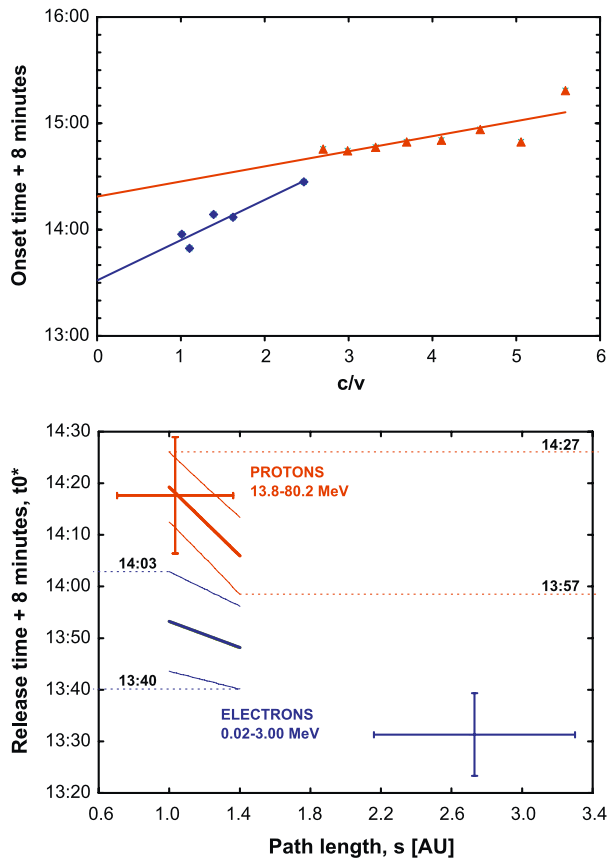 16:00
15:00
14:00
13:00
Onset time + 8 minutes
0 1 2 3 4 5 6
c/v
14:30
14:20
14:10
14:00
13:50
13:40
13:30
13:20
Release time + 8 minutes, t0*
14:27
PROTONS
13.8-80.2 MeV
14:03
13:57
13:40
ELECTRONS
0.02-3.00 MeV
0.6 1.0 1.4 1.8 2.2 2.6 3.0 3.4
Path length, s [AU]